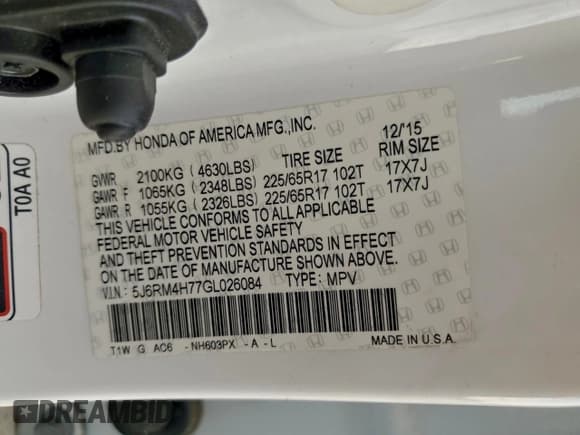 MFD.BY HONDA OF AMERICA MFG.,INC. 12/'15
GVWR 2100KG ( 4630LBS) TIRE SIZE RIM SIZE
GAWR F 1065KG ( 2348LBS) 225/65R17 102T 17X7J
GAWR R 1055KG ( 2326LBS) 225/65R17 102T 17X7J
THIS VEHICLE CONFORMS TO ALL APPLICABLE
FEDERAL MOTOR VEHICLE SAFETY
AND THEFT PREVENTION STANDARDS IN EFFECT
ON THE DATE OF MANUFACTURE SHOWN ABOVE.
V.I.N.: 5J6RM4H77GL026084 TYPE: MPV
T1W G AC6 -NH603PX -A -L MADE IN U.S.A.
T0A A0
DREAMBID